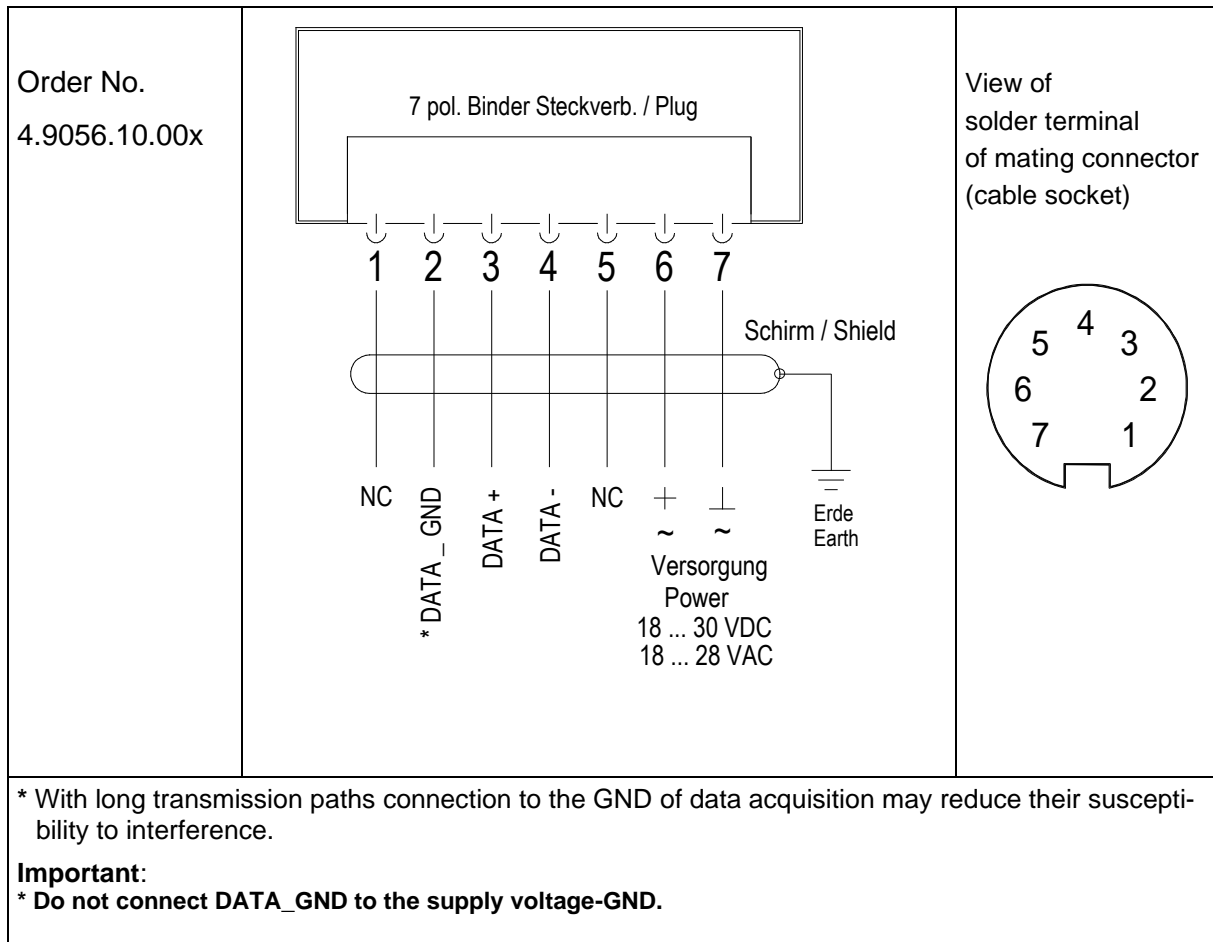 Order No.
4.9056.10.00x
7 pol. Binder Steckverb. / Plug
1 2 3 4 5 6 7
Schirm / Shield
NC
* DATA _ GND
DATA +
DATA -
NC
+
~ ~
Versorgung
Power
18 ... 30 VDC
18 ... 28 VAC
Erde
Earth
View of
solder terminal
of mating connector
(cable socket)
4
5 3
6 2
7 1
* With long transmission paths connection to the GND of data acquisition may reduce their suscepti-
bility to interference.
Important:
* Do not connect DATA_GND to the supply voltage-GND.